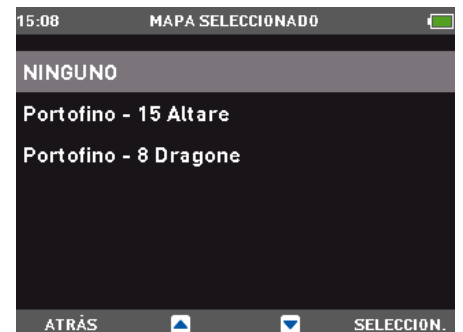 15:08 MAPA SELECCIONADO
NINGUNO
Portofino - 15 Altare
Portofino - 8 Dragone
ATRÁS SELECCION.